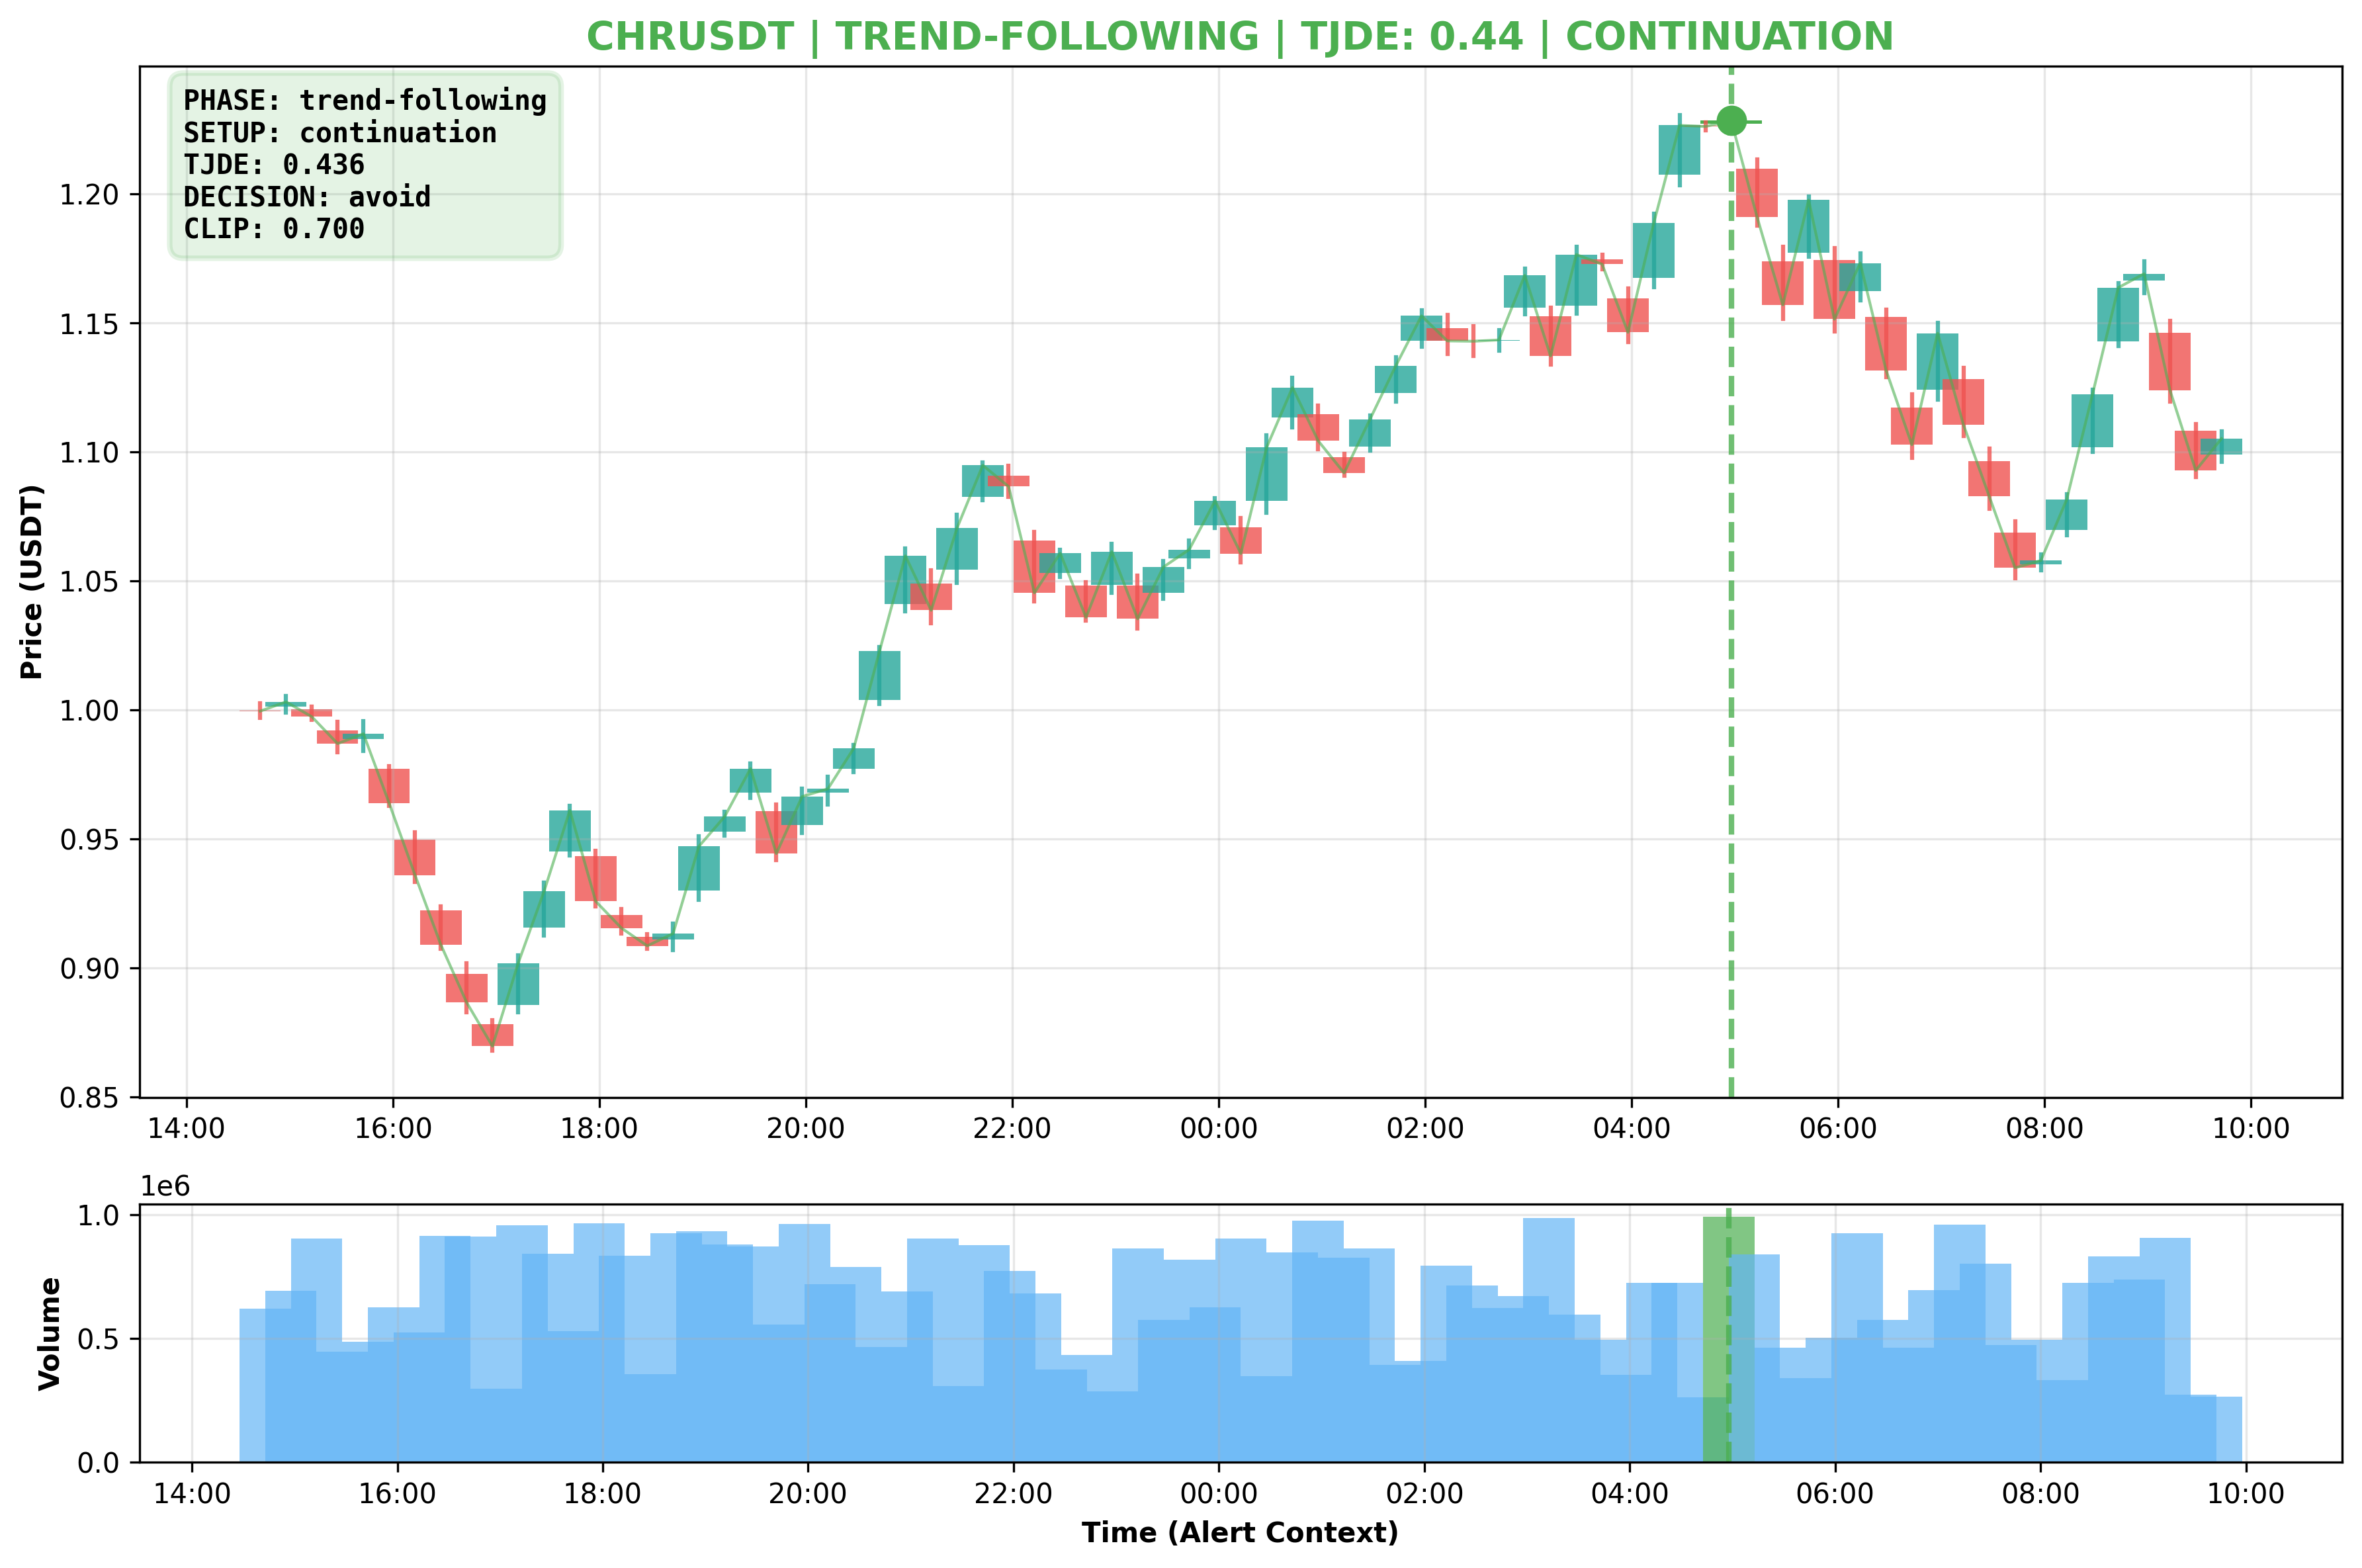 CHRUSDT | TREND-FOLLOWING | TJDE: 0.44 | CONTINUATION
PHASE: trend-following
SETUP: continuation
TJDE: 0.436
DECISION: avoid
CLIP: 0.700
Price (USDT)
1.20
1.15
1.10
1.05
1.00
0.95
0.90
0.85
14:00 16:00 18:00 20:00 22:00 00:00 02:00 04:00 06:00 08:00 10:00
1e6
Volume
1.0
0.5
0.0
14:00 16:00 18:00 20:00 22:00 00:00 02:00 04:00 06:00 08:00 10:00
Time (Alert Context)